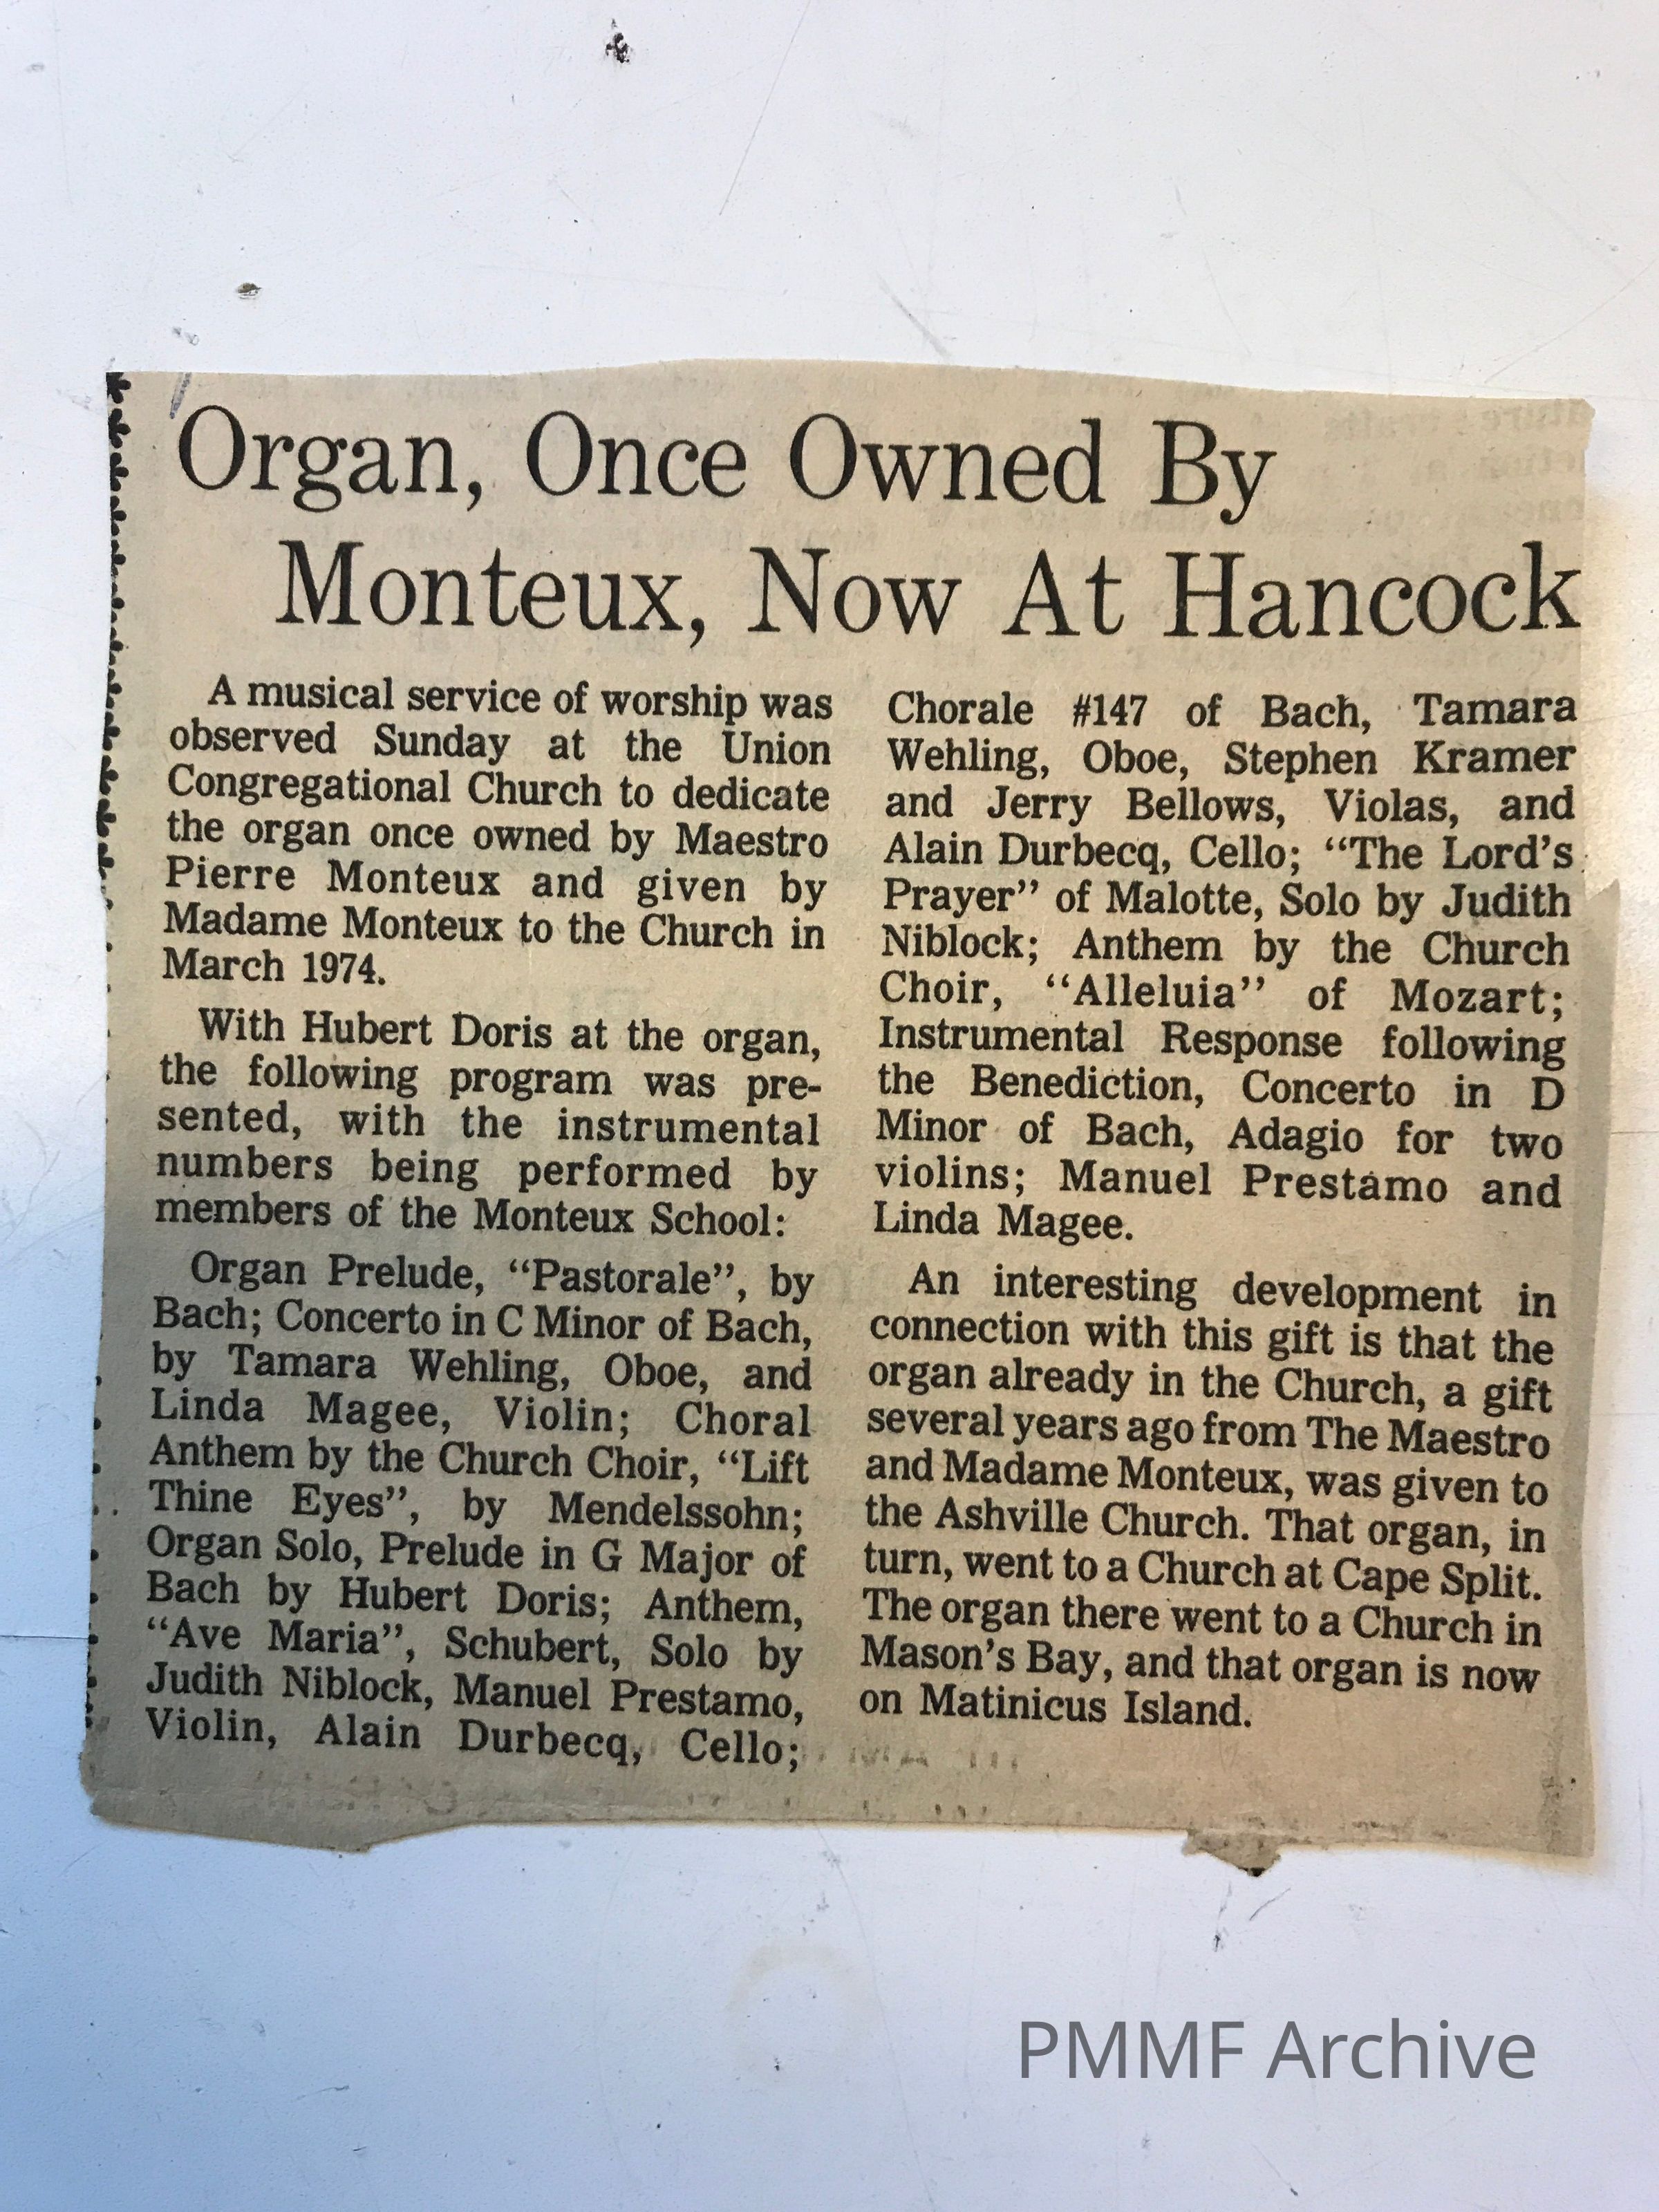 Organ, Once Owned By
Monteux, Now At Hancock
A musical service of worship was
observed Sunday at the Union
Congregational Church to dedicate
the organ once owned by Maestro
Pierre Monteux and given by
Madame Monteux to the Church in
March 1974.
With Hubert Doris at the organ,
the following program was pre-
sented, with the instrumental
numbers being performed by
members of the Monteux School:
Organ Prelude, “Pastorale”, by
Bach; Concerto in C Minor of Bach,
by Tamara Wehling, Oboe, and
Linda Magee, Violin; Choral
Anthem by the Church Choir, “Lift
Thine Eyes”, by Mendelssohn;
Organ Solo, Prelude in G Major of
Bach by Hubert Doris; Anthem,
“Ave Maria”, Schubert, Solo by
Judith Niblock, Manuel Prestamo,
Violin, Alain Durbecq, Cello;
Chorale #147 of Bach, Tamara
Wehling, Oboe, Stephen Kramer
and Jerry Bellows, Violas, and
Alain Durbecq, Cello; “The Lord’s
Prayer” of Malotte, Solo by Judith
Niblock; Anthem by the Church
Choir, “Alleluia” of Mozart;
Instrumental Response following
the Benediction, Concerto in D
Minor of Bach, Adagio for two
violins; Manuel Prestamo and
Linda Magee.
An interesting development in
connection with this gift is that the
organ already in the Church, a gift
several years ago from The Maestro
and Madame Monteux, was given to
the Ashville Church. That organ, in
turn, went to a Church at Cape Split.
The organ there went to a Church in
Mason’s Bay, and that organ is now
on Matinicus Island.
PMMF Archive